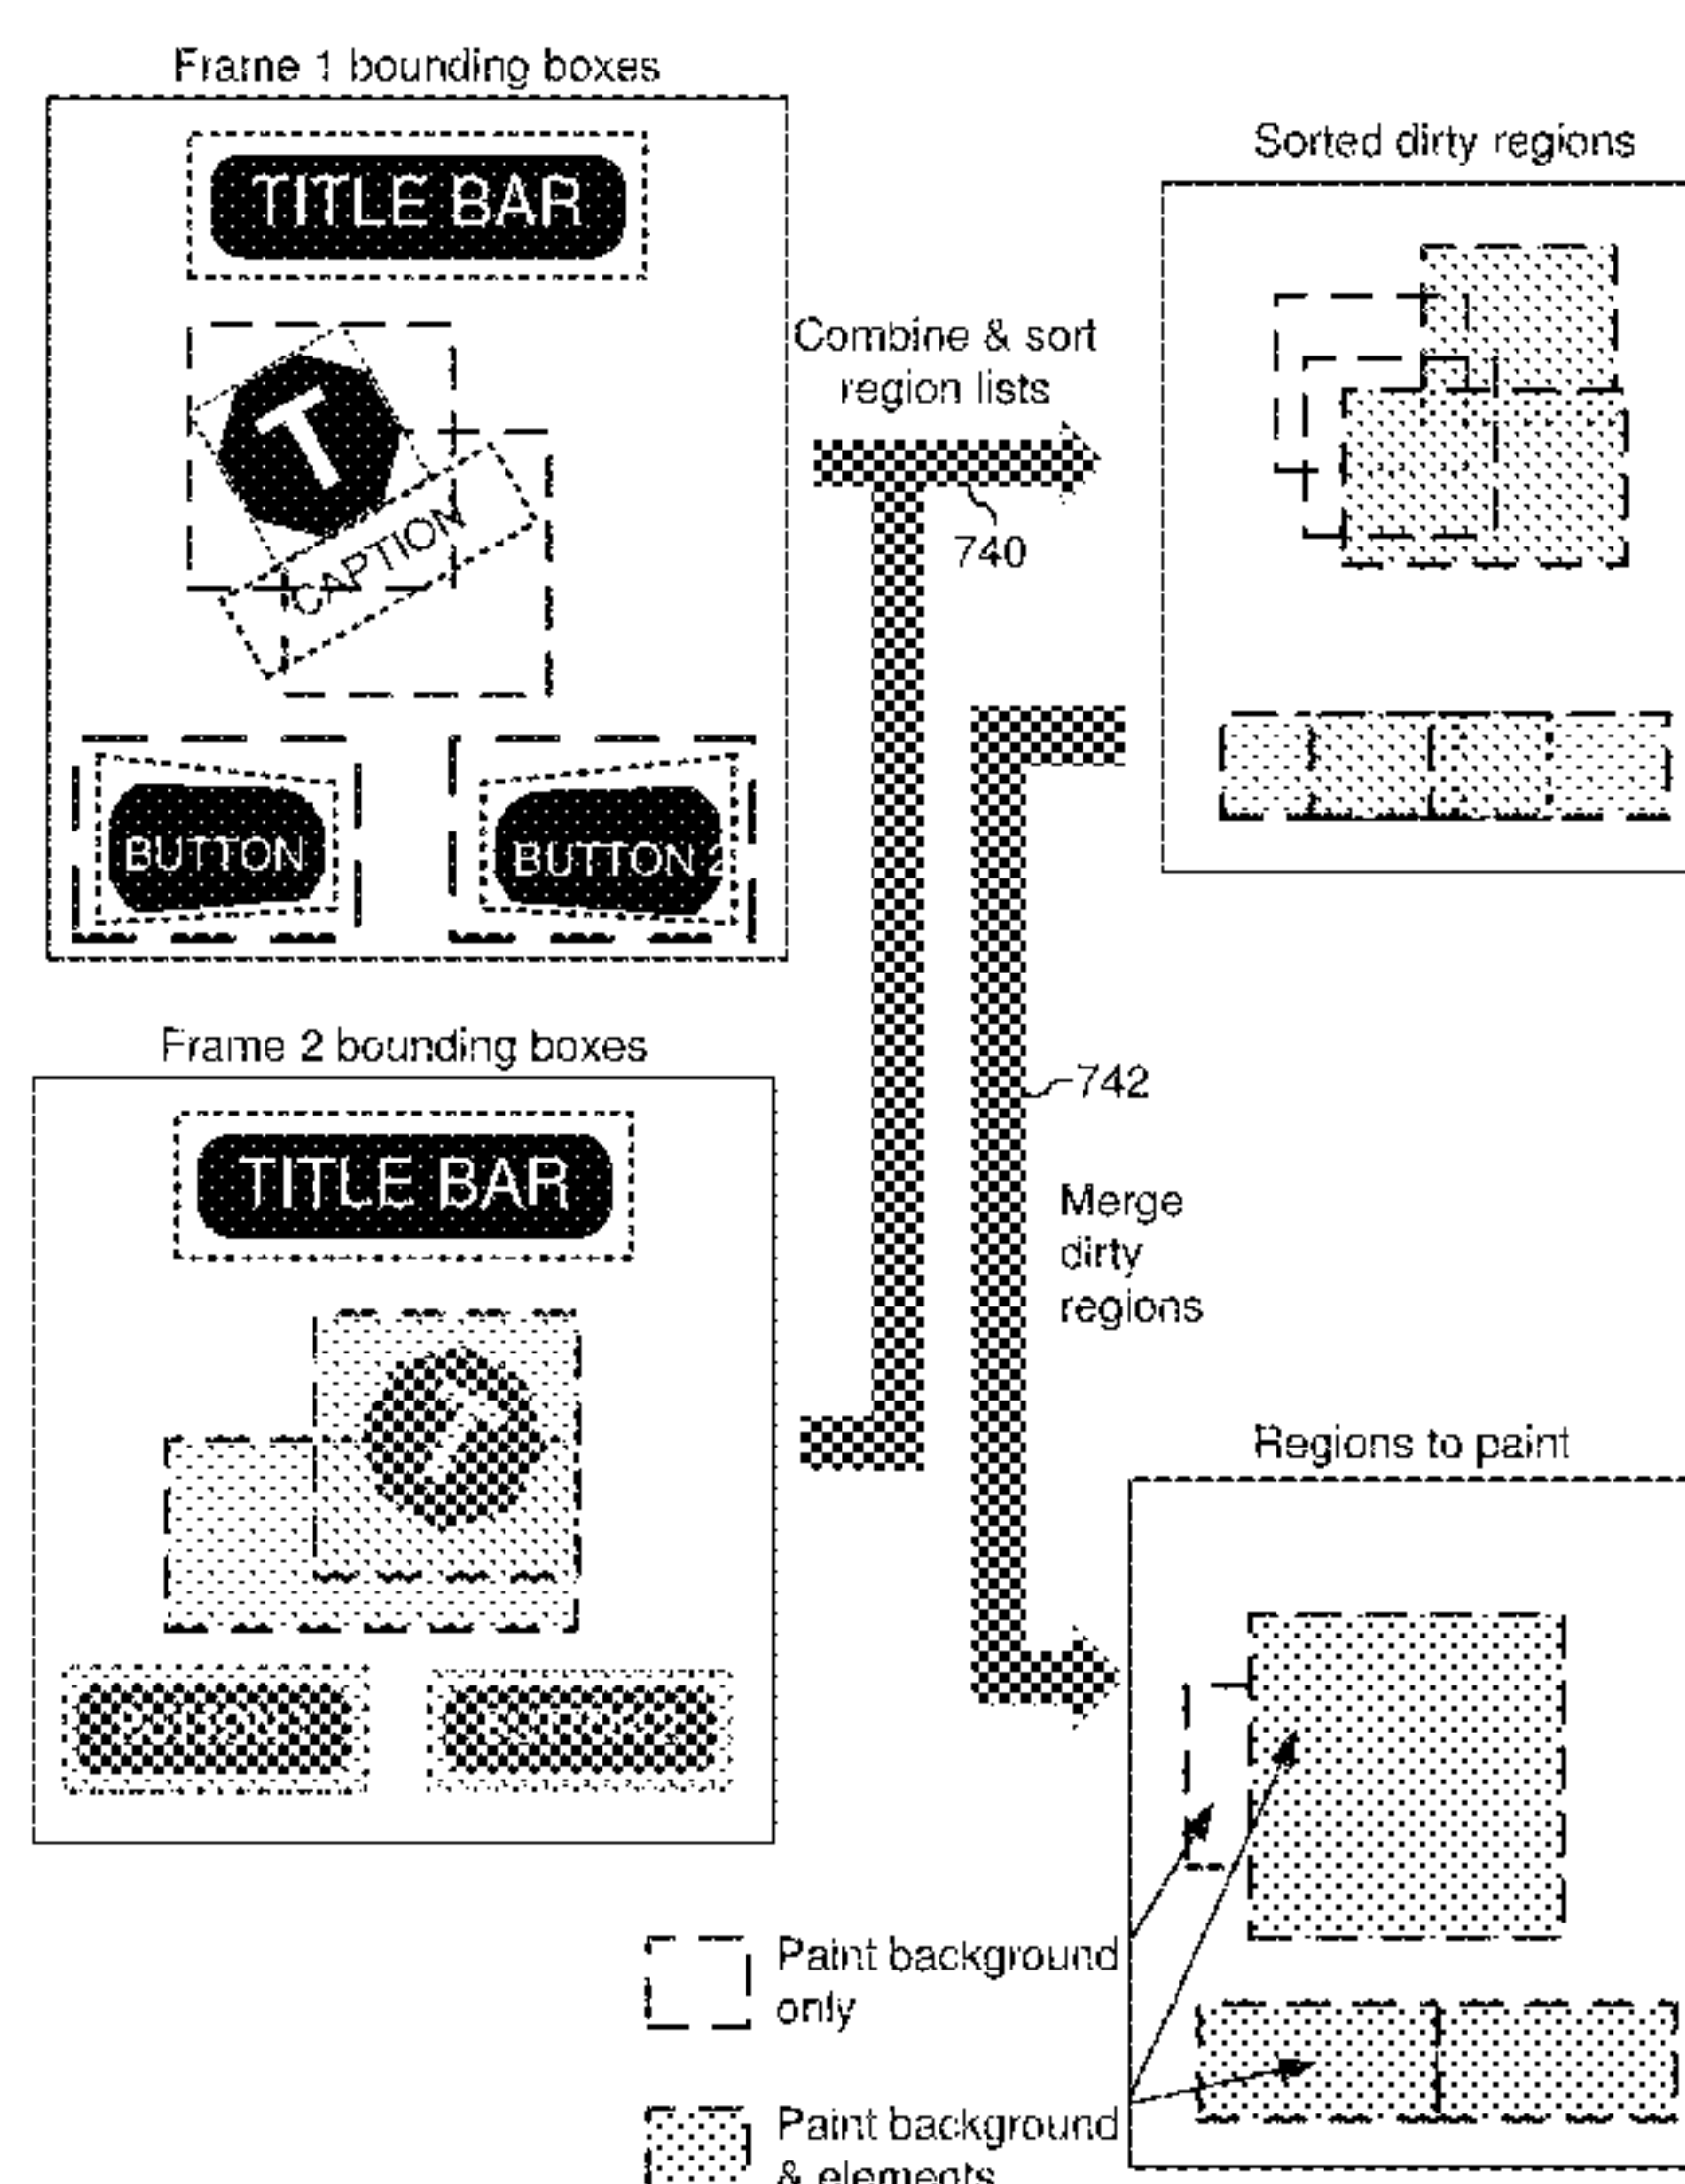 Frame 1 bounding boxes
TITLE BAR
T
CAPTION
BUTTON
BUTTON 2
Combine & sort
region lists
740
Sorted dirty regions
Frame 2 bounding boxes
TITLE BAR
742
Merge
dirty
regions
Regions to paint
Paint background
only
Paint background
& elements